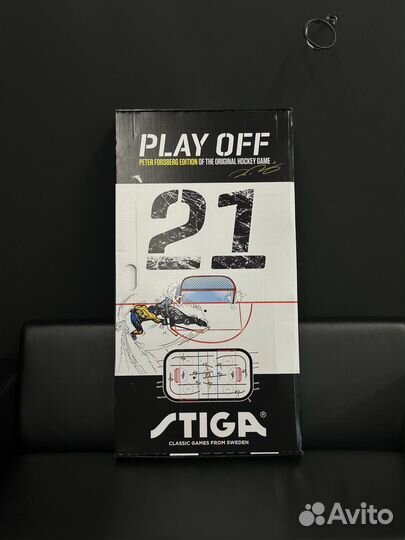 PLAY OFF
PETER FORSBERG EDITION OF THE ORIGINAL HOCKEY GAME
21
STIGA®
CLASSIC GAMES FROM SWEDEN
Avito